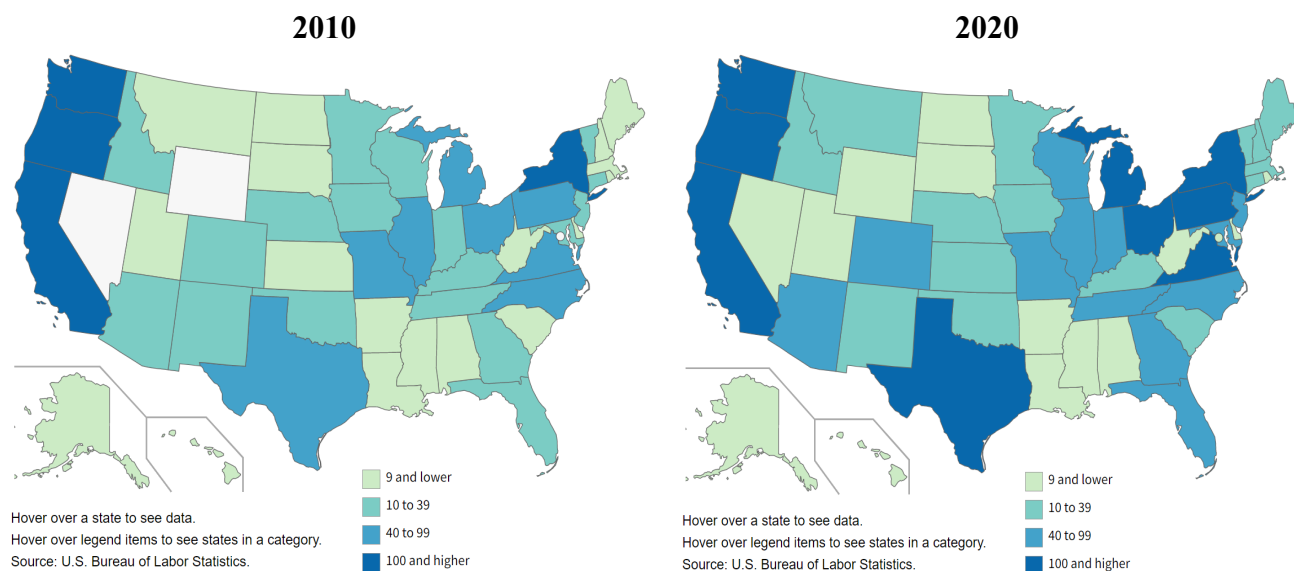 2010
9 and lower
10 to 39
40 to 99
100 and higher
Hover over a state to see data.
Hover over legend items to see states in a category.
Source: U.S. Bureau of Labor Statistics.
2020
9 and lower
10 to 39
40 to 99
100 and higher
Hover over a state to see data.
Hover over legend items to see states in a category.
Source: U.S. Bureau of Labor Statistics.